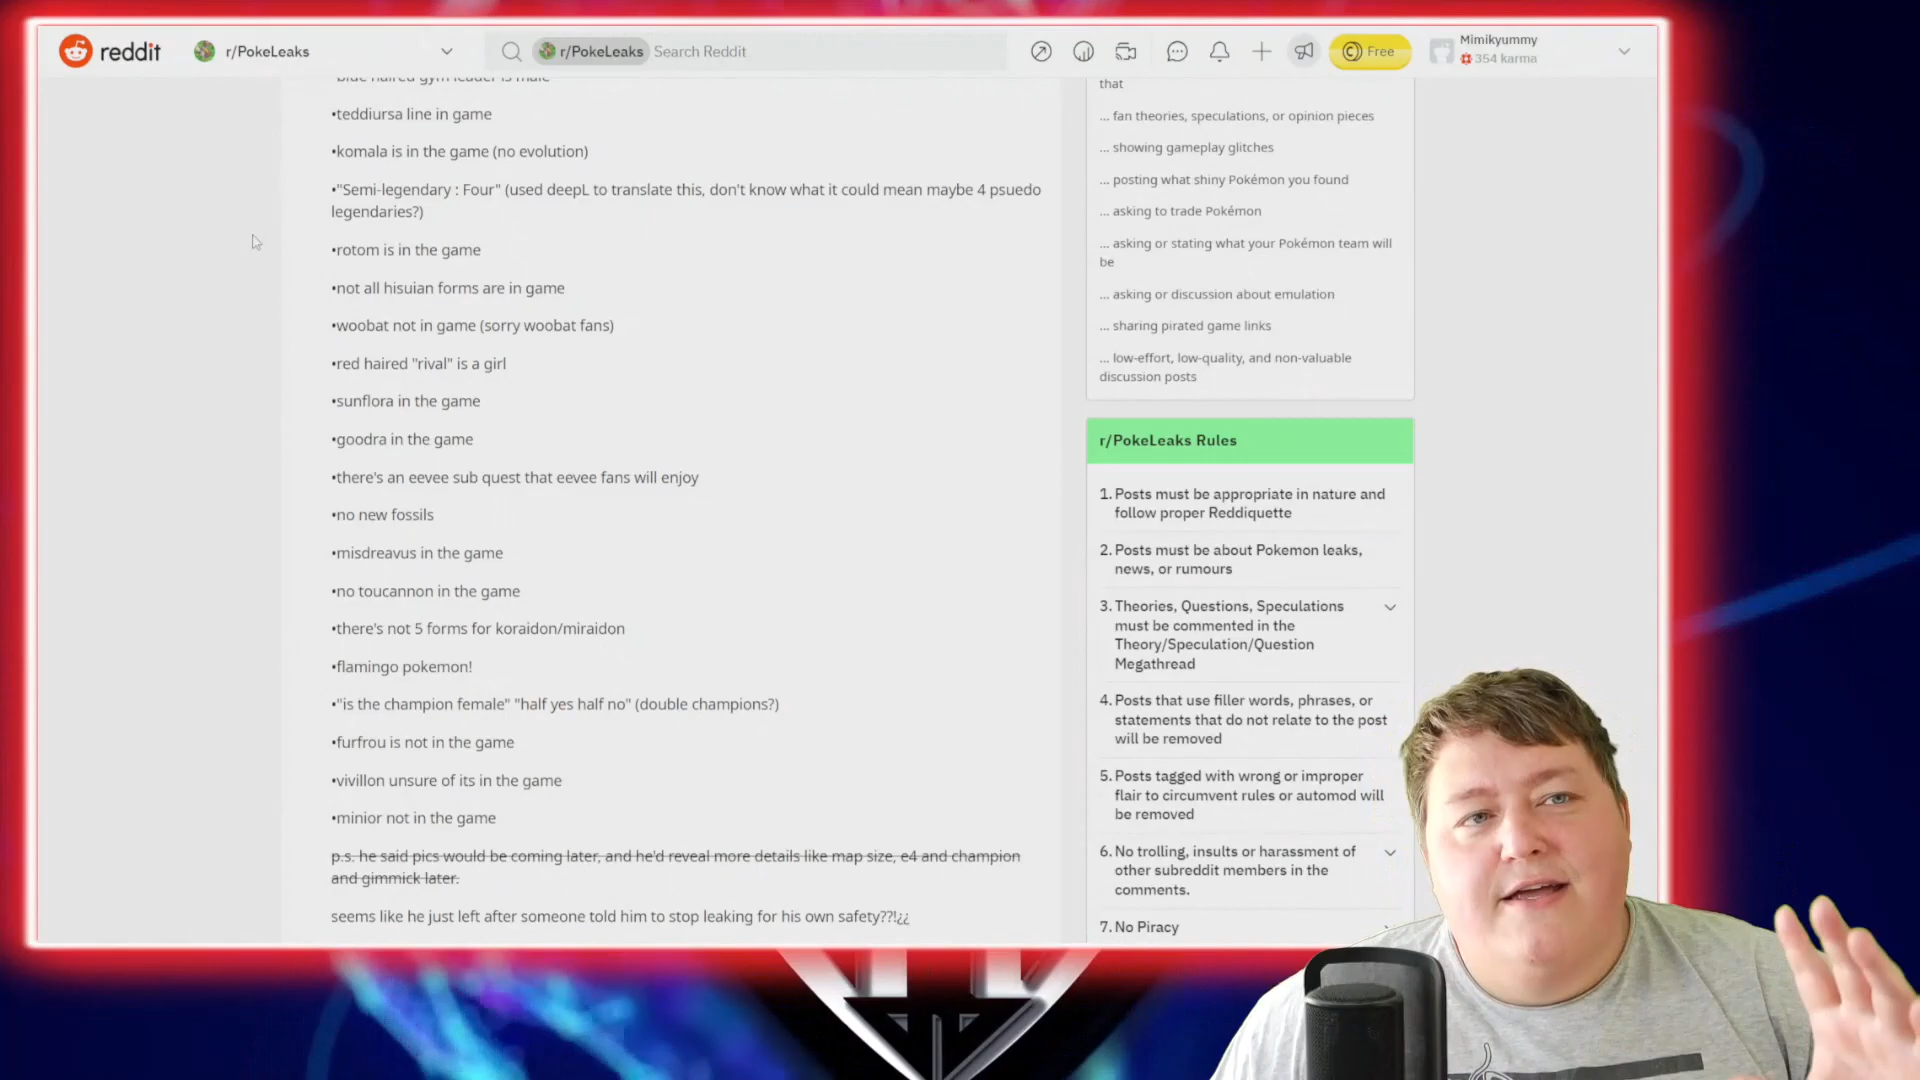 reddit
r/PokeLeaks
r/PokeLeaks Search Reddit
Free
Mimikyummy
354 karma
•blue haired gym leader is male
•teddiursa line in game
•komala is in the game (no evolution)
•"Semi-legendary : Four" (used deepL to translate this, don't know what it could mean maybe 4 psuedo
legendaries?)
•rotom is in the game
•not all hisuian forms are in game
•woobat not in game (sorry woobat fans)
•red haired "rival" is a girl
•sunflora in the game
•goodra in the game
•there's an eevee sub quest that eevee fans will enjoy
•no new fossils
•misdreavus in the game
•no toucannon in the game
•there's not 5 forms for koraidon/miraidon
•flamingo pokemon!
•"is the champion female" "half yes half no" (double champions?)
•furfrou is not in the game
•vivillon unsure of its in the game
•minior not in the game
p.s. he said pics would be coming later, and he'd reveal more details like map size, e4 and champion
and gimmick later.
seems like he just left after someone told him to stop leaking for his own safety??!¿¿
that
... fan theories, speculations, or opinion pieces
... showing gameplay glitches
... posting what shiny Pokémon you found
... asking to trade Pokémon
... asking or stating what your Pokémon team will
be
... asking or discussion about emulation
... sharing pirated game links
... low-effort, low-quality, and non-valuable
discussion posts
r/PokeLeaks Rules
1. Posts must be appropriate in nature and
follow proper Reddiquette
2. Posts must be about Pokemon leaks,
news, or rumours
3. Theories, Questions, Speculations
must be commented in the
Theory/Speculation/Question
Megathread
4. Posts that use filler words, phrases, or
statements that do not relate to the post
will be removed
5. Posts tagged with wrong or improper
flair to circumvent rules or automod will
be removed
6. No trolling, insults or harassment of
other subreddit members in the
comments.
7. No Piracy